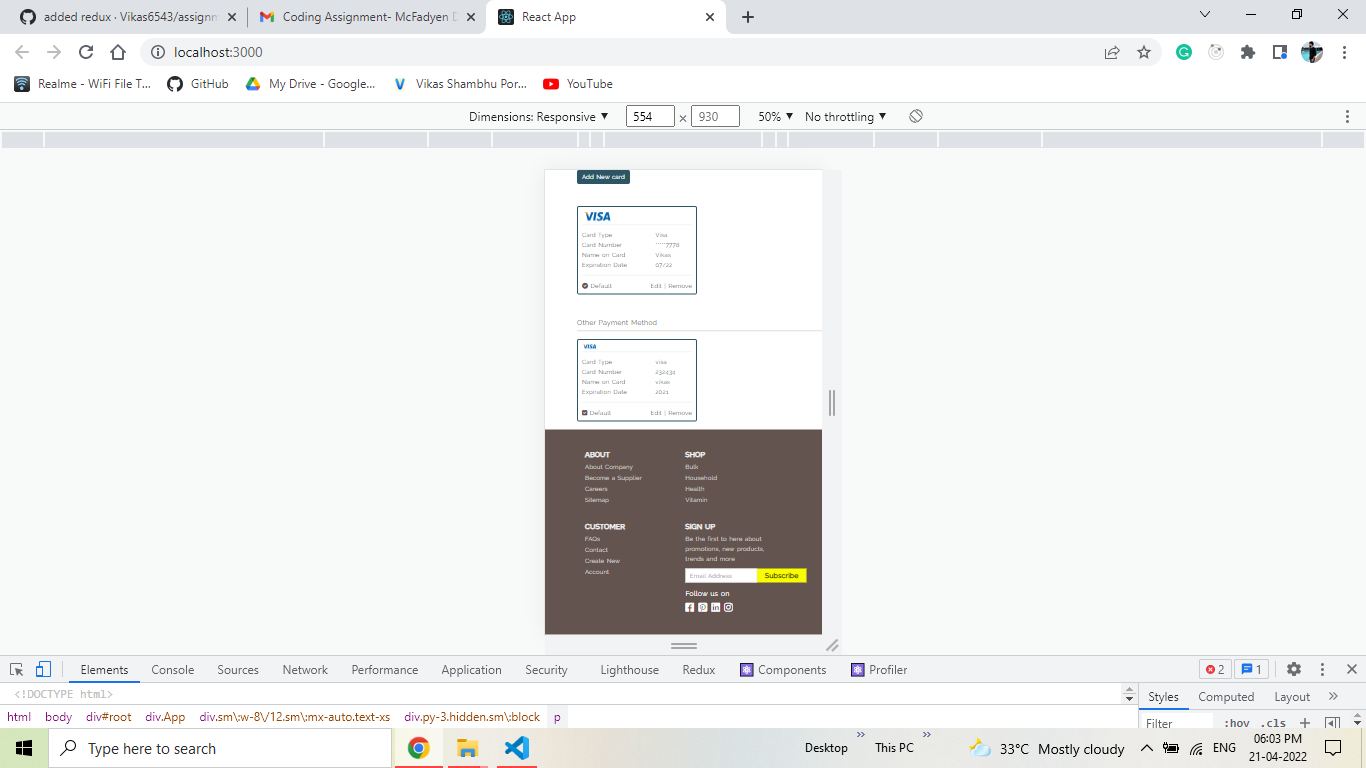 added redux · Vikas6543/assignm
Coding Assignment- McFadyen D
React App
localhost:3000
Realme - WiFi File T...
GitHub
My Drive - Google...
Vikas Shambhu Por...
YouTube
Dimensions: Responsive ▼ 554 × 930 50% ▼ No throttling ▼
Add New card
VISA
Card Type Visa
Card Number *****7778
Name on Card Vikas
Expiration Date 07/22
Default Edit | Remove
Other Payment Method
VISA
Card Type visa
Card Number 232434
Name on Card vikas
Expiration Date 2021
Default Edit | Remove
ABOUT
About Company
Become a Supplier
Careers
Sitemap
SHOP
Bulk
Household
Health
Vitamin
CUSTOMER
FAQs
Contact
Create New
Account
SIGN UP
Be the first to here about
promotions, new products,
trends and more
Email Address Subscribe
Follow us on
Elements Console Sources Network Performance Application Security Lighthouse Redux Components Profiler 2 1
<!DOCTYPE html>
Styles Computed Layout »
html body div#root div.App div.sm\:w-8\/12.sm\:mx-auto.text-xs div.py-3.hidden.sm\:block p
Filter :hov .cls +
Type here to search
Desktop » This PC » 33°C Mostly cloudy ENG
06:03 PM
21-04-2022